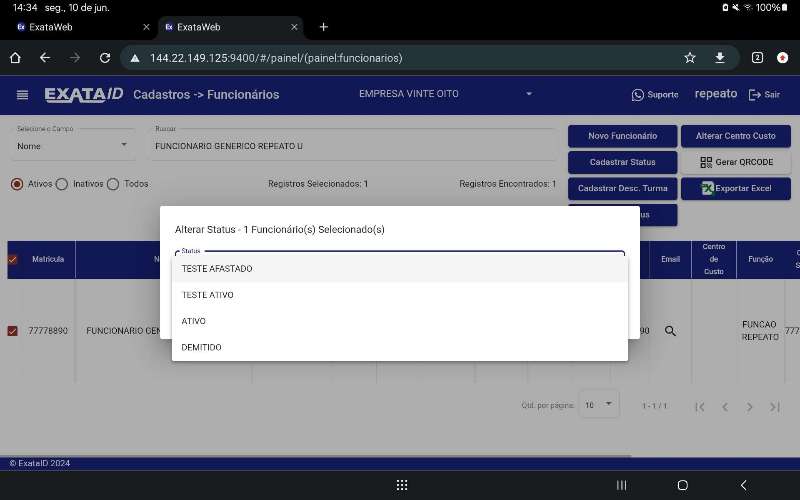 14:34 seg., 10 de jun. 100%
ExataWeb
ExataWeb
144.22.149.125:9400/#/painel/(painel:funcionarios)
2
EXATAID Cadastros -> Funcionários EMPRESA VINTE OITO Suporte repeato Sair
Selecione o Campo
Nome
Buscar
FUNCIONARIO GENERICO REPEATO U
Novo Funcionário
Alterar Centro Custo
Cadastrar Status
Gerar QRCODE
Cadastrar Desc. Turma
Exportar Excel
Ativos Inativos Todos Registros Selecionados: 1 Registros Encontrados: 1
Alterar Status - 1 Funcionário(s) Selecionado(s)
Status
TESTE AFASTADO
TESTE ATIVO
ATIVO
DEMITIDO
Matricula
Email
Centro de Custo
Função
77778890 FUNCIONARIO GEN
FUNCAO REPEATO
Qtd. por página: 10 1 - 1 / 1
© ExataID 2024